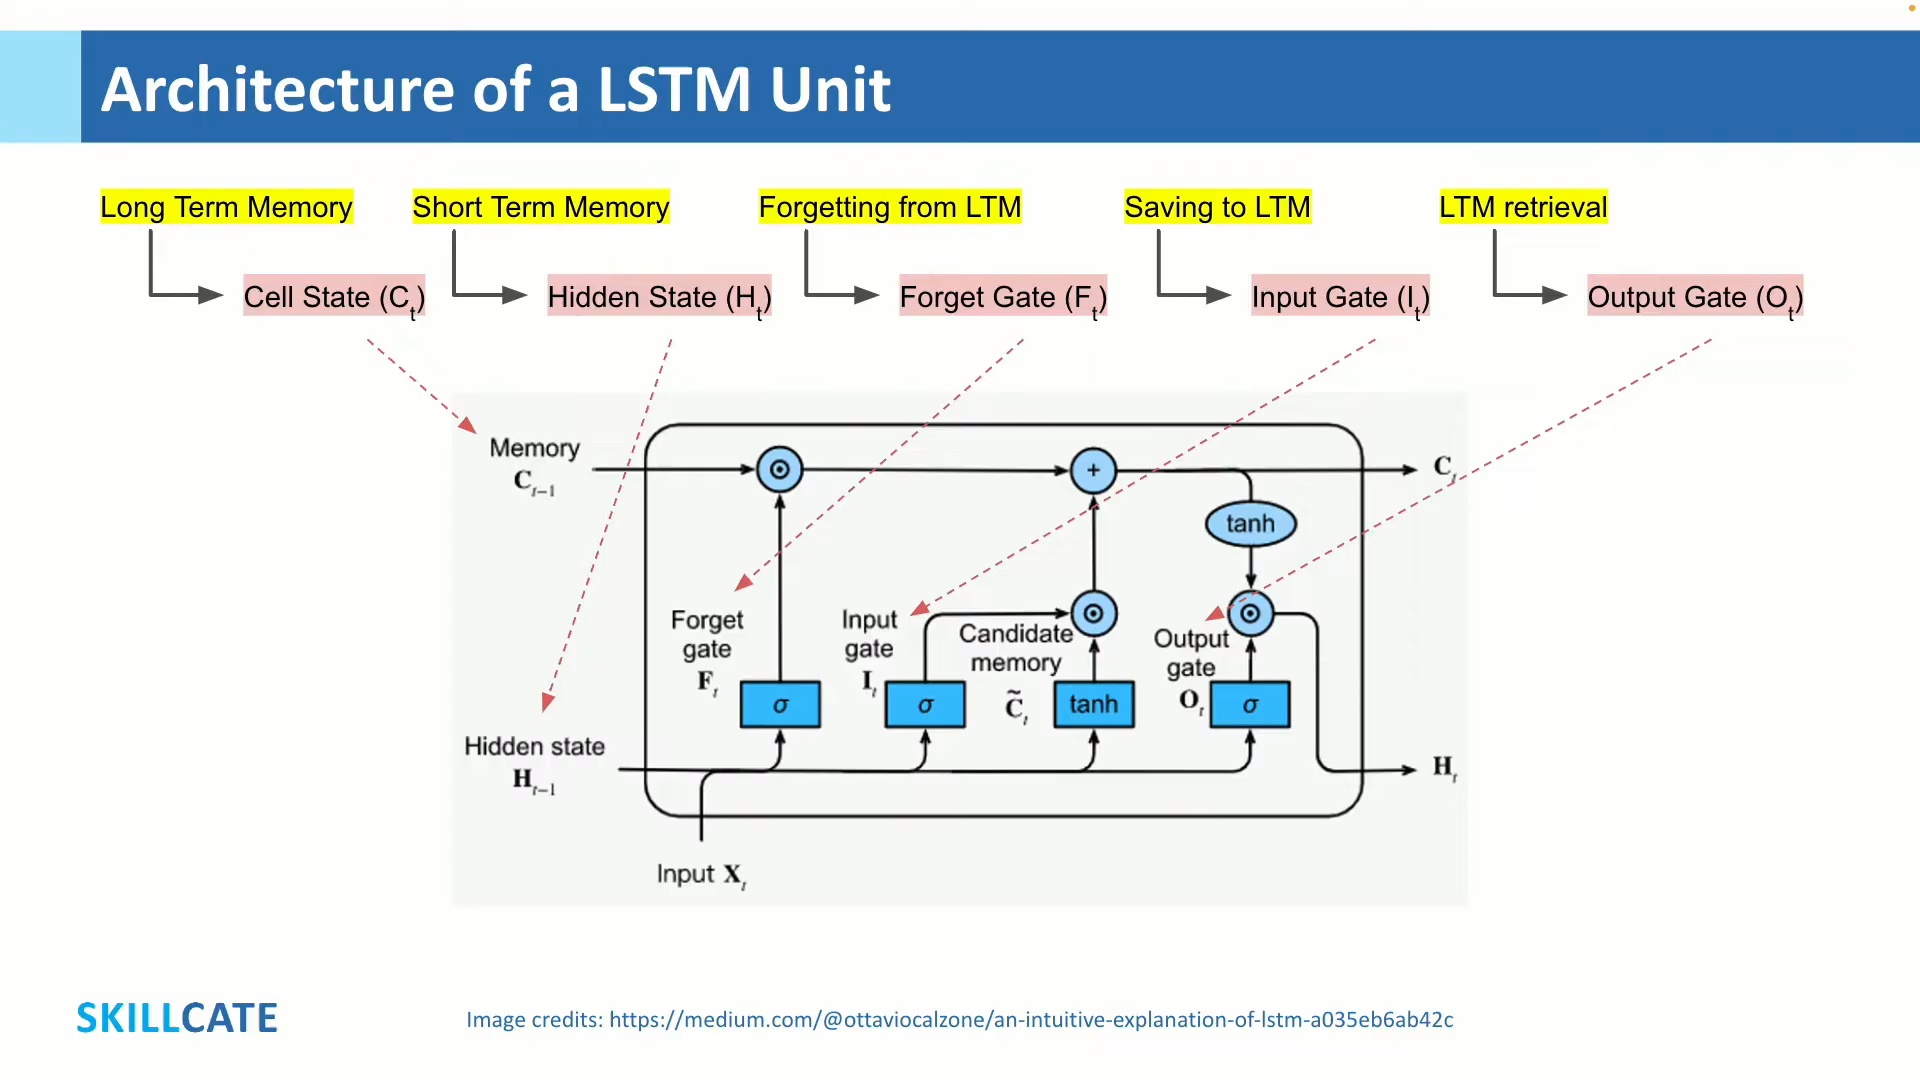 Architecture of a LSTM Unit
Long Term Memory
Short Term Memory
Forgetting from LTM
Saving to LTM
LTM retrieval
Cell State (Ct)
Hidden State (Ht)
Forget Gate (Ft)
Input Gate (It)
Output Gate (Ot)
Memory
Ct−1
+
Ct
tanh
Forget
gate
Ft
Input
gate
It
Candidate
memory
C̃t
Output
gate
Ot
σ
σ
tanh
σ
Hidden state
Ht−1
Ht
Input Xt
SKILLCATE
Image credits: https://medium.com/@ottaviocalzone/an-intuitive-explanation-of-lstm-a035eb6ab42c